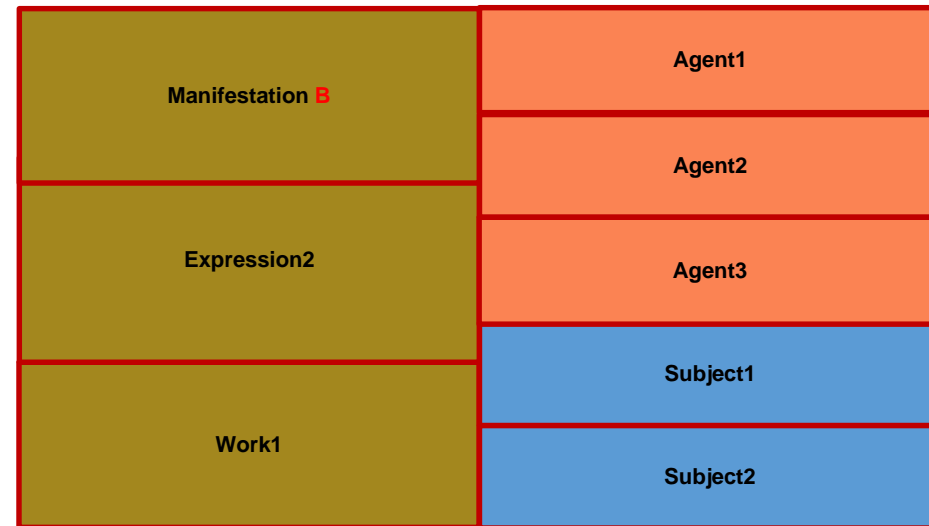 Manifestation B
Expression2
Work1
Agent1
Agent2
Agent3
Subject1
Subject2